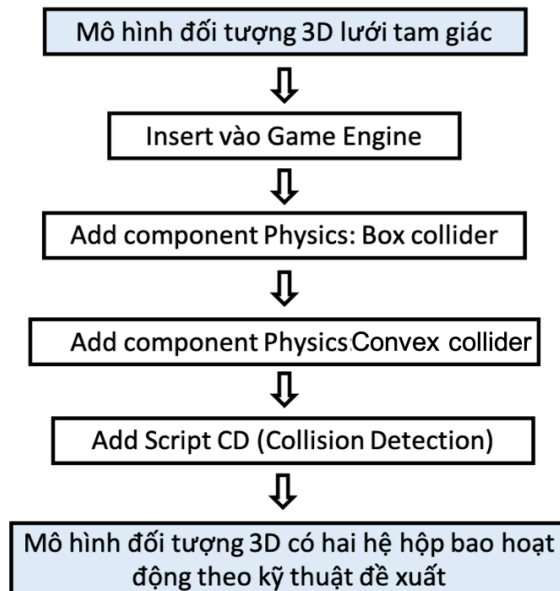 Mô hình đối tượng 3D lưới tam giác
Insert vào Game Engine
Add component Physics: Box collider
Add component Physics:Convex collider
Add Script CD (Collision Detection)
Mô hình đối tượng 3D có hai hệ hộp bao hoạt
động theo kỹ thuật đề xuất